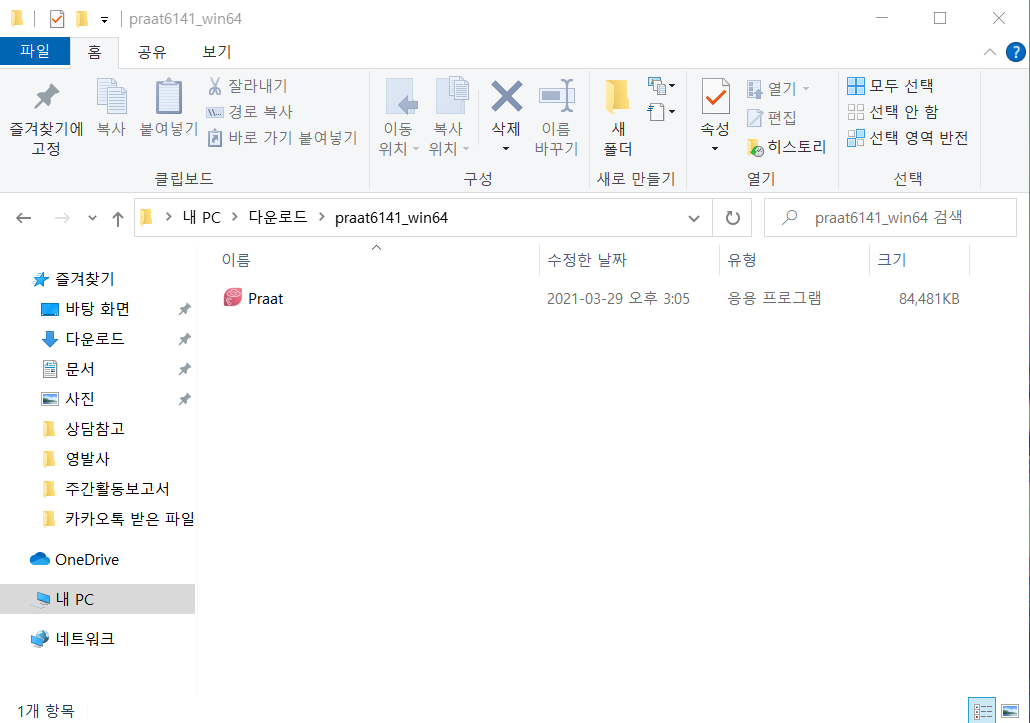 praat6141_win64
파일 홈 공유 보기
즐겨찾기에
고정
복사
붙여넣기
잘라내기
경로 복사
바로 가기 붙여넣기
클립보드
이동
위치
복사
위치
삭제
이름
바꾸기
구성
새
폴더
새로 만들기
속성
열기
편집
히스토리
열기
모두 선택
선택 안 함
선택 영역 반전
선택
내 PC 다운로드 praat6141_win64
praat6141_win64 검색
이름 수정한 날짜 유형 크기
Praat 2021-03-29 오후 3:05 응용 프로그램 84,481KB
즐겨찾기
바탕 화면
다운로드
문서
사진
상담참고
영발사
주간활동보고서
카카오톡 받은 파일
OneDrive
내 PC
네트워크
1개 항목